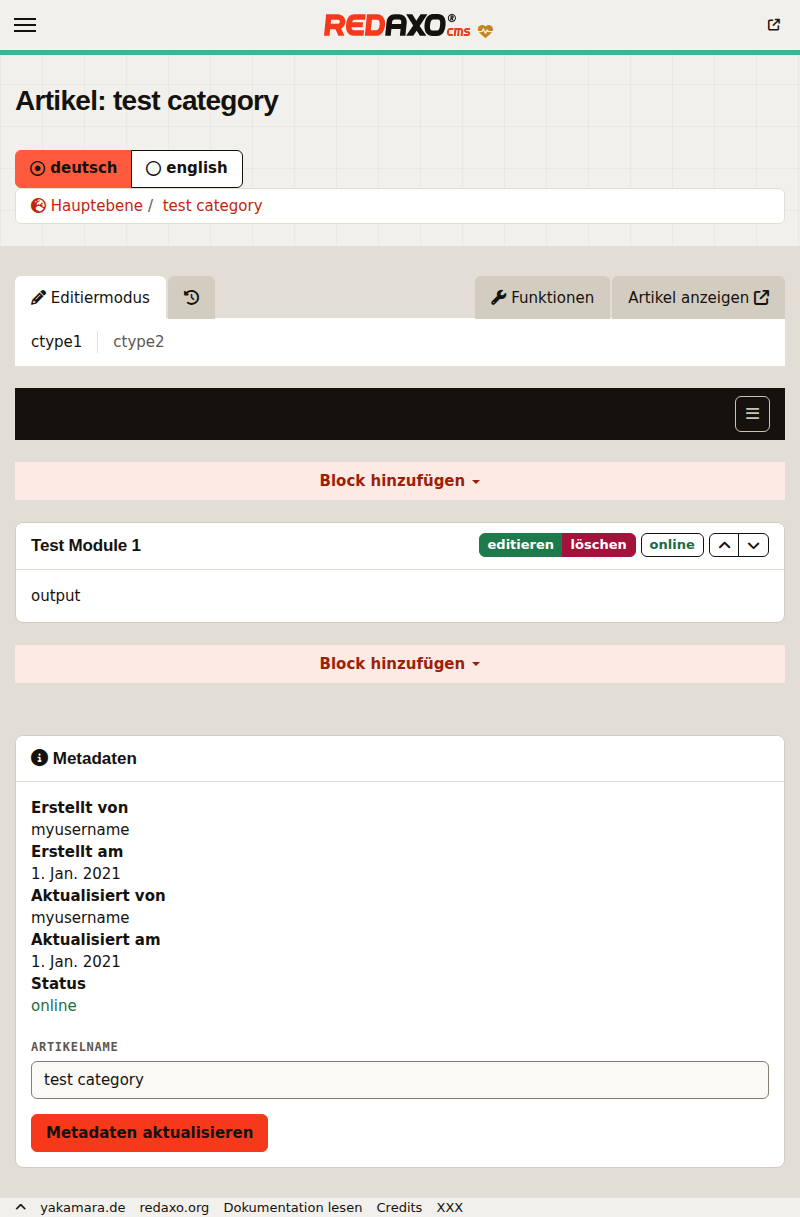 REDAXO® cms
Artikel: test category
deutsch english
Hauptebene / test category
Editiermodus Funktionen Artikel anzeigen
ctype1 ctype2
Block hinzufügen
Test Module 1 editieren löschen online
output
Block hinzufügen
Metadaten
Erstellt von
myusername
Erstellt am
1. Jan. 2021
Aktualisiert von
myusername
Aktualisiert am
1. Jan. 2021
Status
online
ARTIKELNAME
test category
Metadaten aktualisieren
yakamara.de redaxo.org Dokumentation lesen Credits XXX